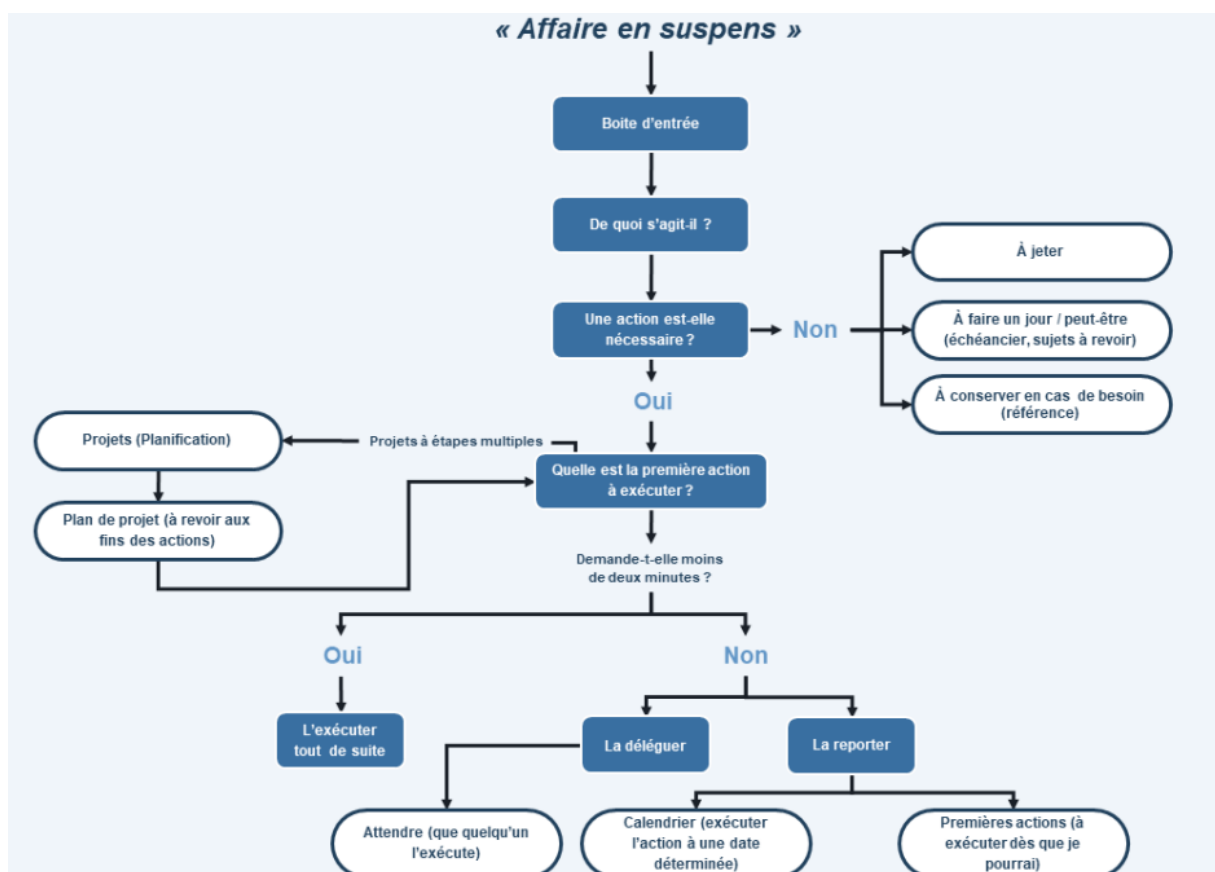 « Affaire en suspens »
Boite d'entrée
De quoi s'agit-il ?
À jeter
Une action est-elle
nécessaire ?
Non
À faire un jour / peut-être
(échéancier, sujets à revoir)
Oui
À conserver en cas de besoin
(référence)
Projets (Planification)
Projets à étapes multiples
Quelle est la première action
à exécuter ?
Plan de projet (à revoir aux
fins des actions)
Demande-t-elle moins
de deux minutes ?
Oui
Non
L'exécuter
tout de suite
La déléguer
La reporter
Attendre (que quelqu'un
l'exécute)
Calendrier (exécuter
l'action à une date
déterminée)
Premières actions (à
exécuter dès que je
pourrai)